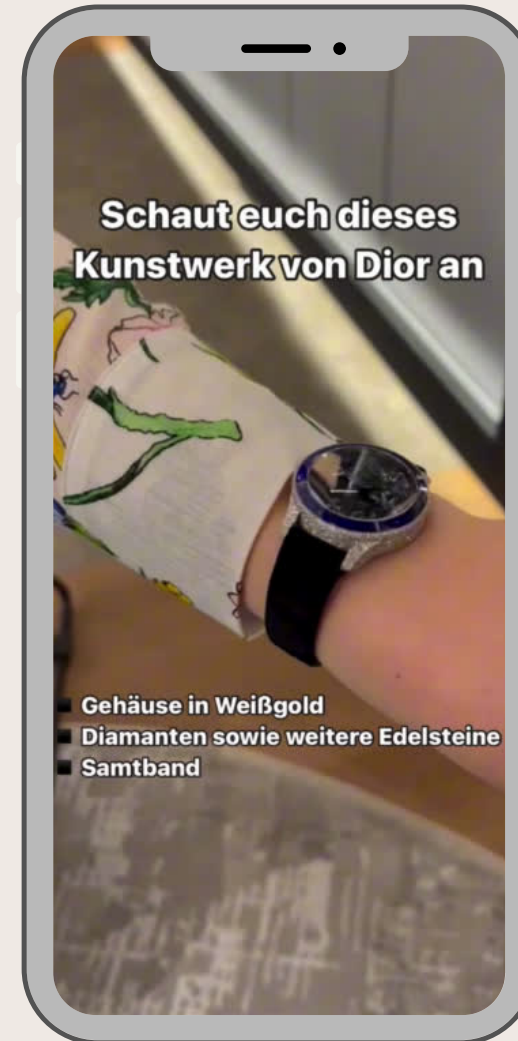 Schaut euch dieses
Kunstwerk von Dior an
Gehäuse in Weißgold
Diamanten sowie weitere Edelsteine
Samtband